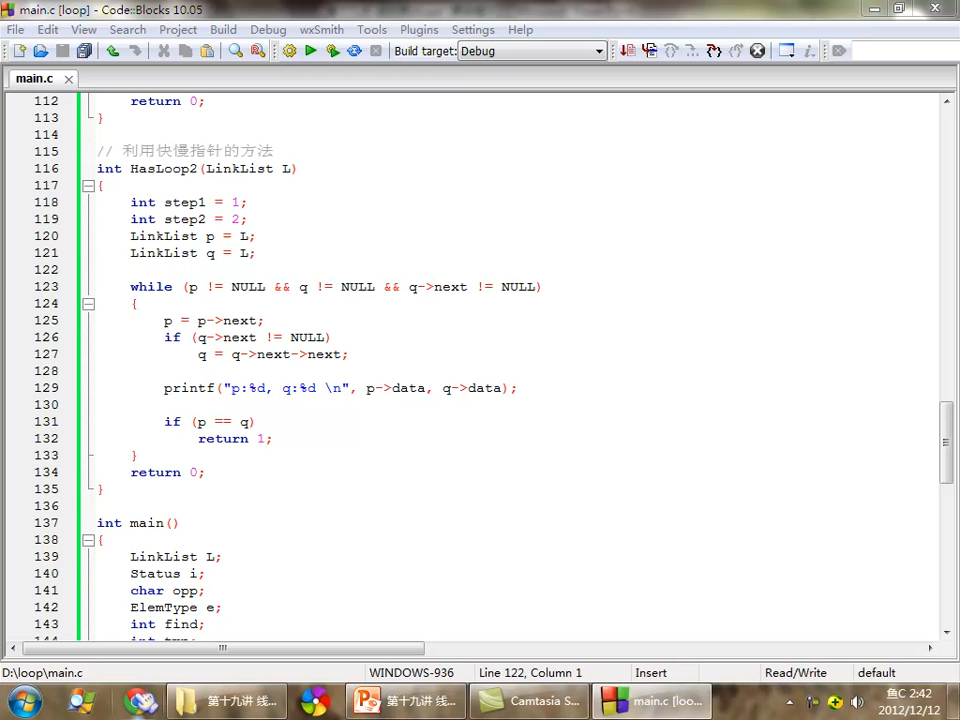 main.c [loop] - Code::Blocks 10.05
File Edit View Search Project Build Debug wxSmith Tools Plugins Settings Help
Build target: Debug
main.c
112 return 0;
113 }
114
115 // 利用快慢指针的方法
116 int HasLoop2(LinkList L)
117 {
118 int step1 = 1;
119 int step2 = 2;
120 LinkList p = L;
121 LinkList q = L;
122
123 while (p != NULL && q != NULL && q->next != NULL)
124 {
125 p = p->next;
126 if (q->next != NULL)
127 q = q->next->next;
128
129 printf("p:%d, q:%d \n", p->data, q->data);
130
131 if (p == q)
132 return 1;
133 }
134 return 0;
135 }
136
137 int main()
138 {
139 LinkList L;
140 Status i;
141 char opp;
142 ElemType e;
143 int find;
D:\loop\main.c WINDOWS-936 Line 122, Column 1 Insert Read/Write default
第十九讲 线... 第十九讲 线... Camtasia S... main.c [loo... 鱼C 2:42
2012/12/12